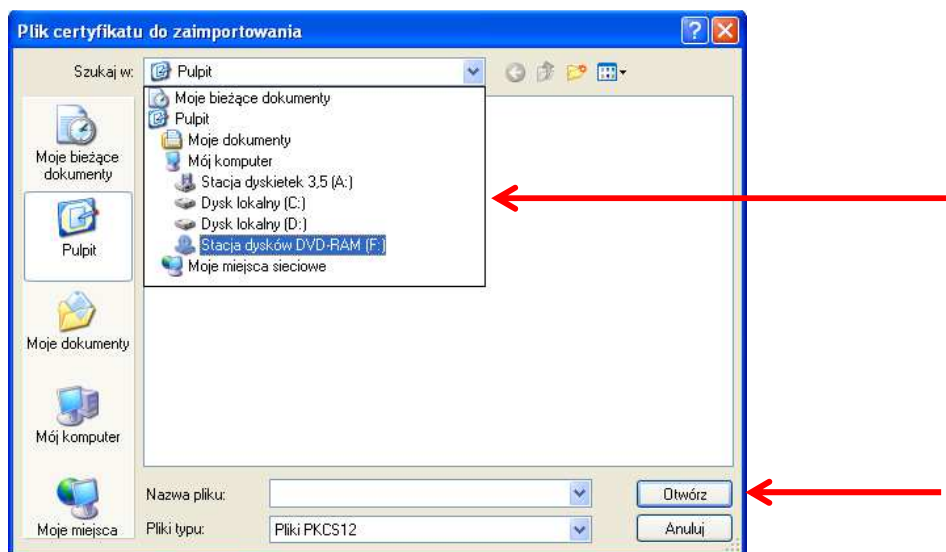 Plik certyfikatu do zaimportowania
Szukaj w: Pulpit
Moje bieżące dokumenty
Pulpit
Moje dokumenty
Mój komputer
Stacja dyskietek 3,5 (A:)
Dysk lokalny (C:)
Dysk lokalny (D:)
Stacja dysków DVD-RAM (F:)
Moje miejsca sieciowe
Moje bieżące
dokumenty
Pulpit
Moje dokumenty
Mój komputer
Moje miejsca
Nazwa pliku: Otwórz
Pliki typu: Pliki PKCS12 Anuluj